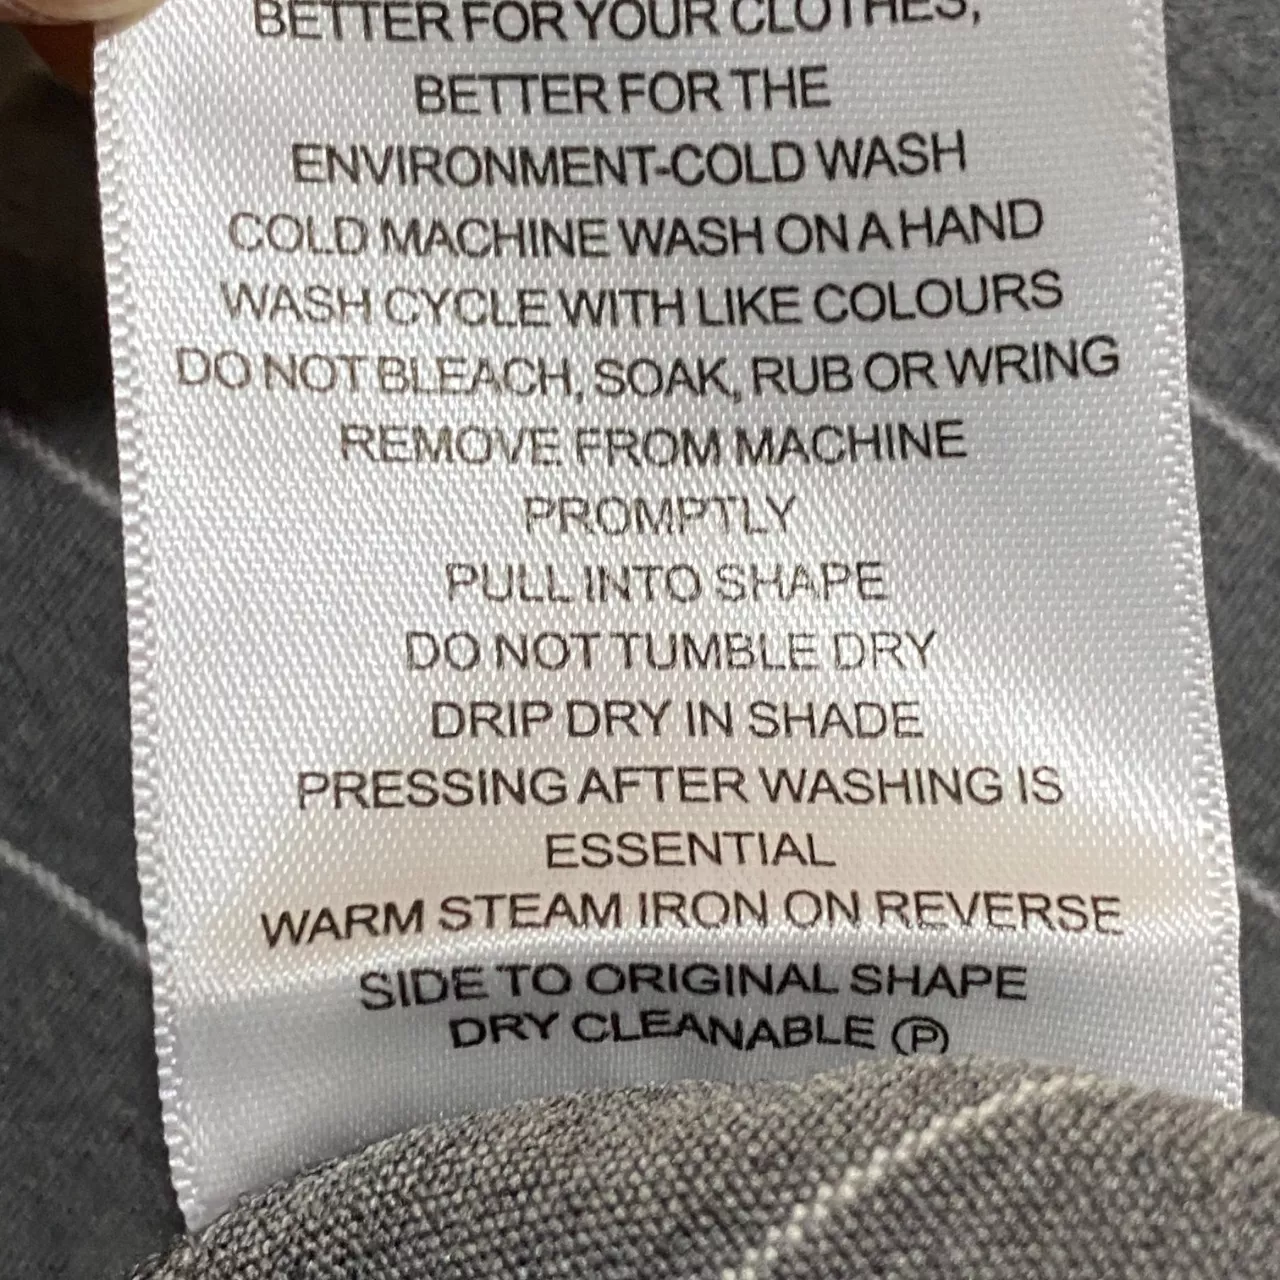 BETTER FOR YOUR CLOTHES,
BETTER FOR THE
ENVIRONMENT-COLD WASH
COLD MACHINE WASH ON A HAND
WASH CYCLE WITH LIKE COLOURS
DO NOT BLEACH, SOAK, RUB OR WRING
REMOVE FROM MACHINE
PROMPTLY
PULL INTO SHAPE
DO NOT TUMBLE DRY
DRIP DRY IN SHADE
PRESSING AFTER WASHING IS
ESSENTIAL
WARM STEAM IRON ON REVERSE
SIDE TO ORIGINAL SHAPE
DRY CLEANABLE Ⓟ